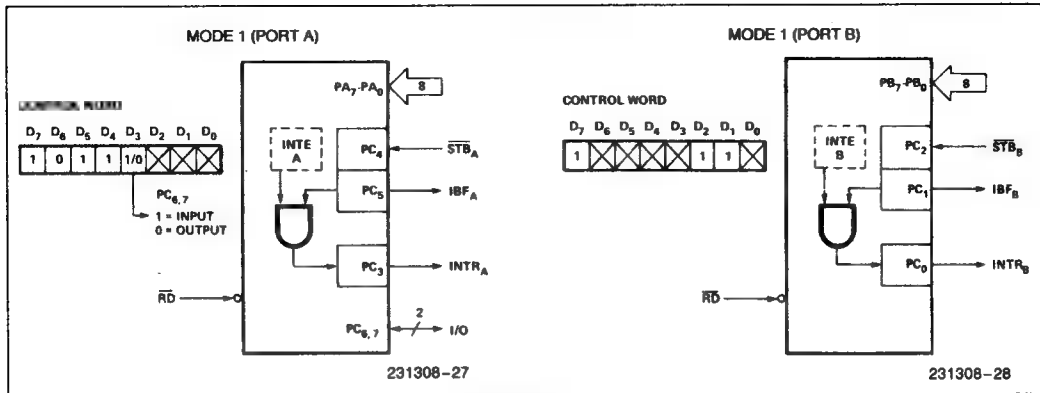 MODE 1 (PORT A)
PA7-PA0
8
CONTROL WORD
D7 D6 D5 D4 D3 D2 D1 D0
1 0 1 1 1/0
PC6, 7
1 = INPUT
0 = OUTPUT
INTE
A
PC4
STBA
PC5
IBFA
PC3
INTRA
RD
PC6, 7
2
I/O
231308-27
MODE 1 (PORT B)
PB7-PB0
8
CONTROL WORD
D7 D6 D5 D4 D3 D2 D1 D0
1 1 1
INTE
B
PC2
STBB
PC1
IBFB
PC0
INTRB
RD
231308-28